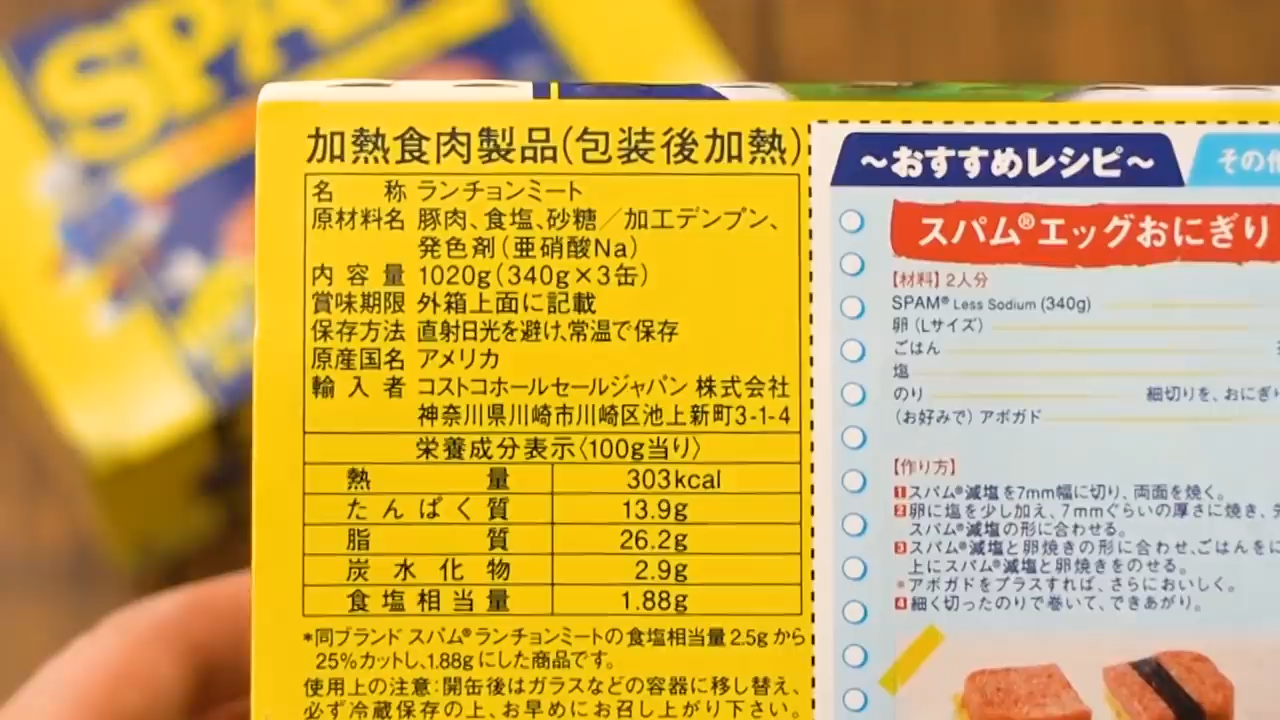 SPA
加熱食肉製品(包装後加熱)
名 称 ランチョンミート
原材料名 豚肉、食塩、砂糖／加工デンプン、
発色剤(亜硝酸Na)
内容量 1020g(340g×3缶)
賞味期限 外箱上面に記載
保存方法 直射日光を避け、常温で保存
原産国名 アメリカ
輸入者 コストコホールセールジャパン 株式会社
神奈川県川崎市川崎区池上新町3-1-4
栄養成分表示〈100g当り〉
熱量 303kcal
たんぱく質 13.9g
脂質 26.2g
炭水化物 2.9g
食塩相当量 1.88g
*同ブランド スパム®ランチョンミートの食塩相当量2.5gから
25%カットし、1.88gにした商品です。
使用上の注意:開缶後はガラスなどの容器に移し替え、
必ず冷蔵保存の上、お早めにお召し上がり下さい。
～おすすめレシピ～
その他
スパム®エッグおにぎり
【材料】2人分
SPAM® Less Sodium (340g)
卵(Lサイズ)
ごはん
塩
のり 細切りを、おにぎり
(お好みで)アボガド
【作り方】
1 スパム®減塩を7mm幅に切り、両面を焼く。
2 卵に塩を少し加え、7mmぐらいの厚さに焼き、
スパム®減塩の形に合わせる。
3 スパム®減塩と卵焼きの形に合わせ、ごはんをに
上にスパム®減塩と卵焼きをのせる。
*アボガドをプラスすれば、さらにおいしく。
4 細く切ったのりで巻いて、できあがり。